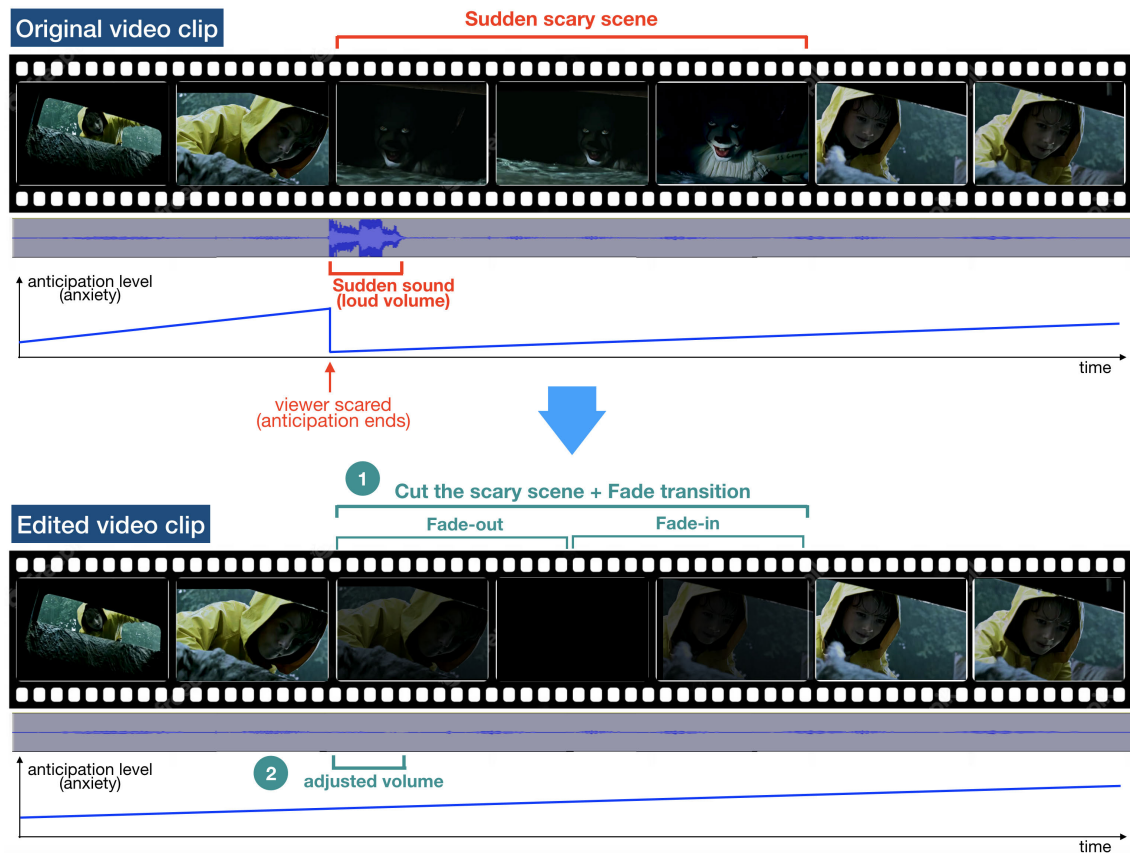 Original video clip
Sudden scary scene
Sudden sound
(loud volume)
anticipation level
(anxiety)
time
viewer scared
(anticipation ends)
1
Cut the scary scene + Fade transition
Edited video clip
Fade-out
Fade-in
2
adjusted volume
anticipation level
(anxiety)
time